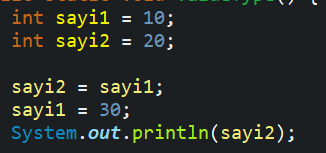 int sayi1 = 10;
int sayi2 = 20;
sayi2 = sayi1;
sayi1 = 30;
System.out.println(sayi2);